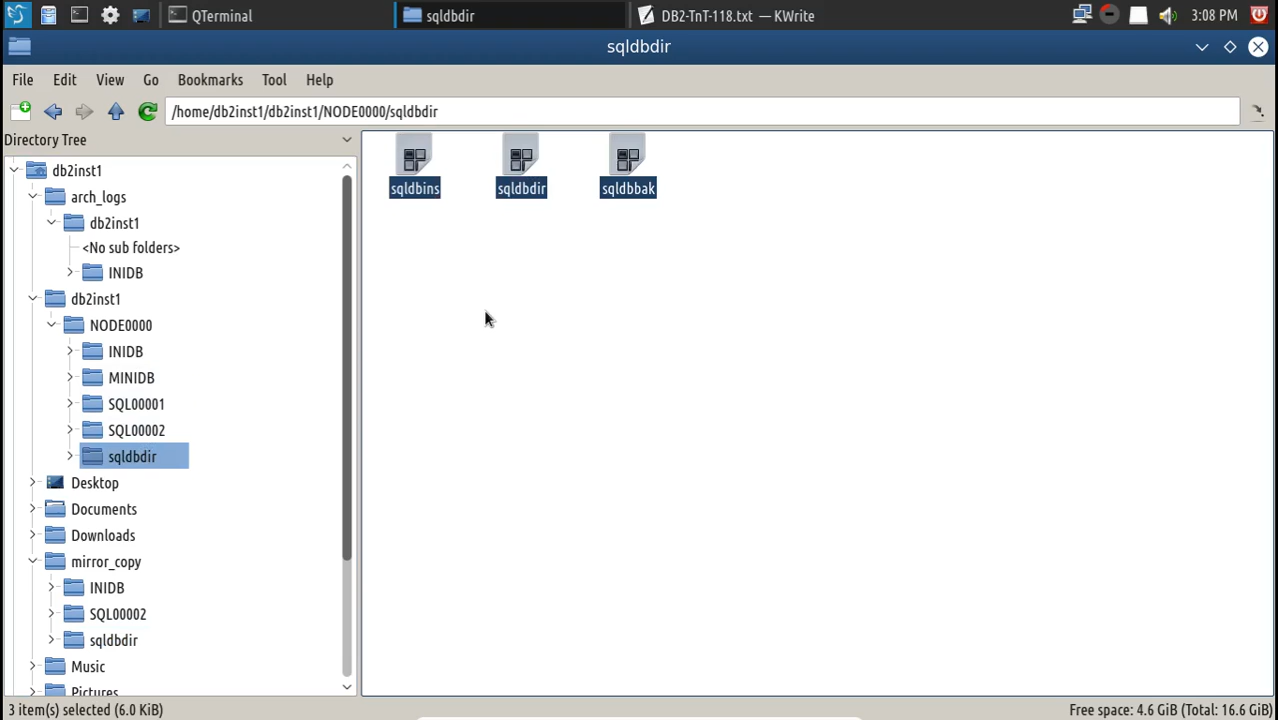 QTerminal
sqldbdir
DB2-TnT-118.txt — KWrite
3:08 PM
sqldbdir
File Edit View Go Bookmarks Tool Help
/home/db2inst1/db2inst1/NODE0000/sqldbdir
Directory Tree
db2inst1
arch_logs
db2inst1
<No sub folders>
INIDB
db2inst1
NODE0000
INIDB
MINIDB
SQL00001
SQL00002
sqldbdir
Desktop
Documents
Downloads
mirror_copy
INIDB
SQL00002
sqldbdir
Music
Pictures
sqldbins
sqldbdir
sqldbbak
3 item(s) selected (6.0 KiB)
Free space: 4.6 GiB (Total: 16.6 GiB)